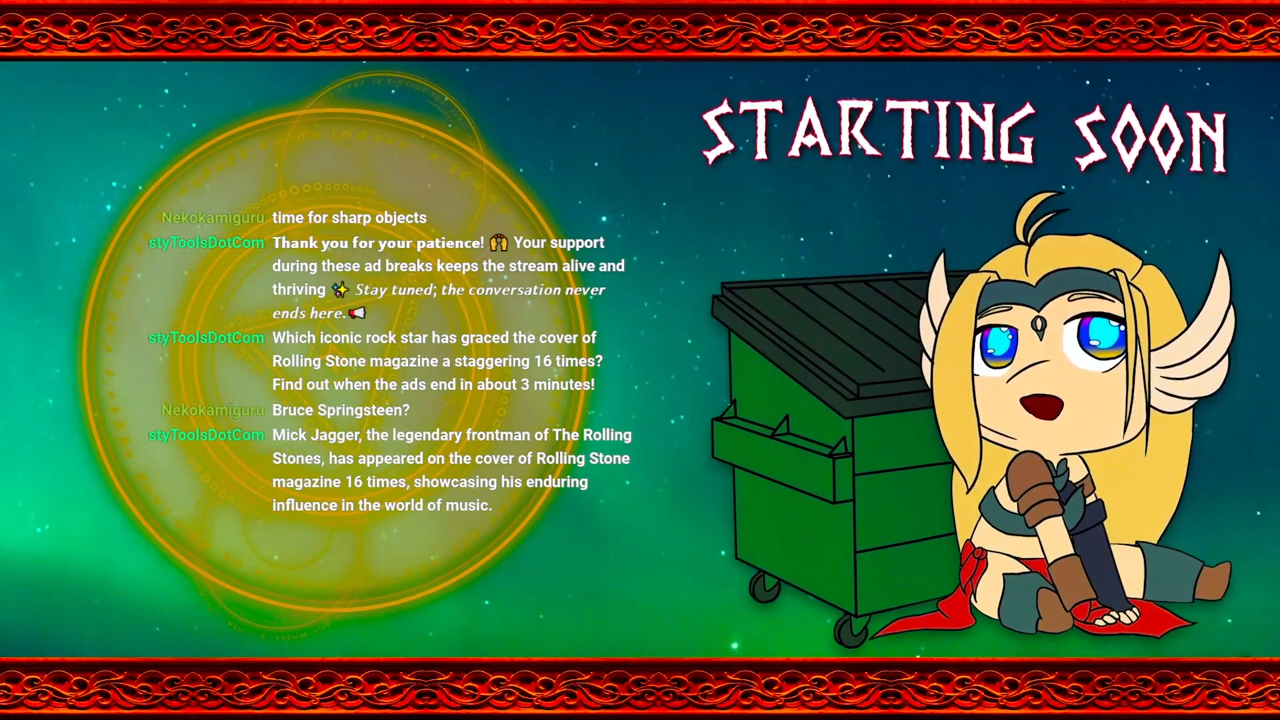 STARTING SOON
Nekokamiguru time for sharp objects
styToolsDotCom Thank you for your patience! 🙌 Your support
during these ad breaks keeps the stream alive and
thriving ✨ Stay tuned; the conversation never
ends here.📢
styToolsDotCom Which iconic rock star has graced the cover of
Rolling Stone magazine a staggering 16 times?
Find out when the ads end in about 3 minutes!
Nekokamiguru Bruce Springsteen?
styToolsDotCom Mick Jagger, the legendary frontman of The Rolling
Stones, has appeared on the cover of Rolling Stone
magazine 16 times, showcasing his enduring
influence in the world of music.